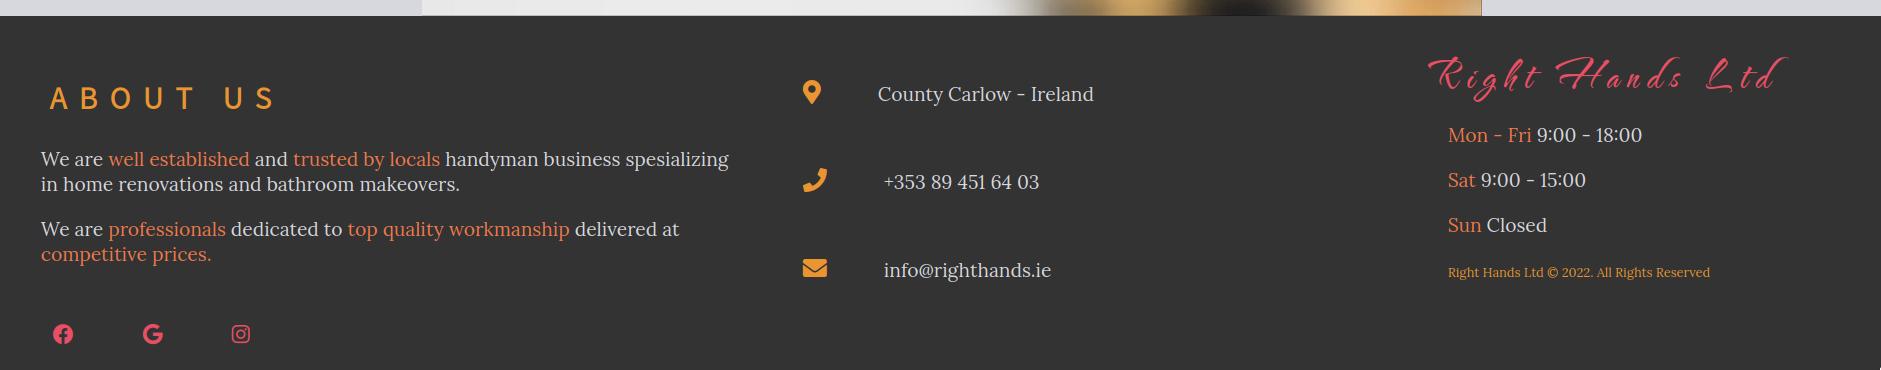 ABOUT US
We are well established and trusted by locals handyman business spesializing
in home renovations and bathroom makeovers.
We are professionals dedicated to top quality workmanship delivered at
competitive prices.
County Carlow - Ireland
+353 89 451 64 03
info@righthands.ie
Right Hands Ltd
Mon - Fri 9:00 - 18:00
Sat 9:00 - 15:00
Sun Closed
Right Hands Ltd © 2022. All Rights Reserved